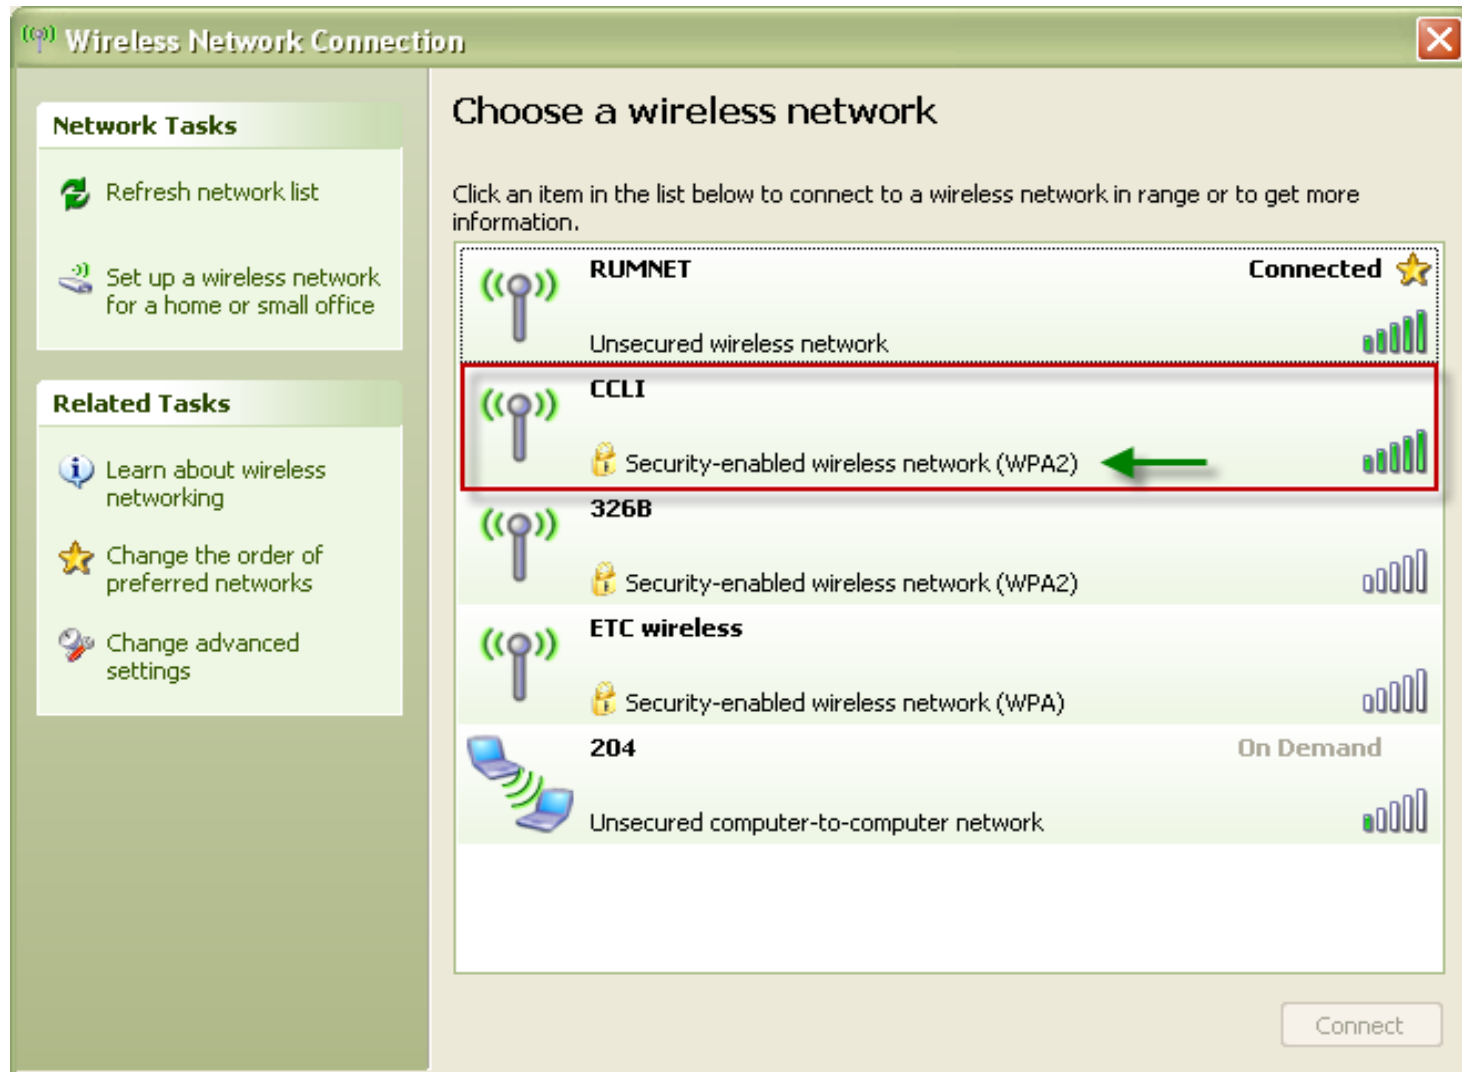 Wireless Network Connection
Network Tasks
Refresh network list
Set up a wireless network
for a home or small office
Related Tasks
Learn about wireless
networking
Change the order of
preferred networks
Change advanced
settings
Choose a wireless network
Click an item in the list below to connect to a wireless network in range or to get more
information.
RUMNET
Connected
Unsecured wireless network
CCLI
Security-enabled wireless network (WPA2)
326B
Security-enabled wireless network (WPA2)
ETC wireless
Security-enabled wireless network (WPA)
204
On Demand
Unsecured computer-to-computer network
Connect